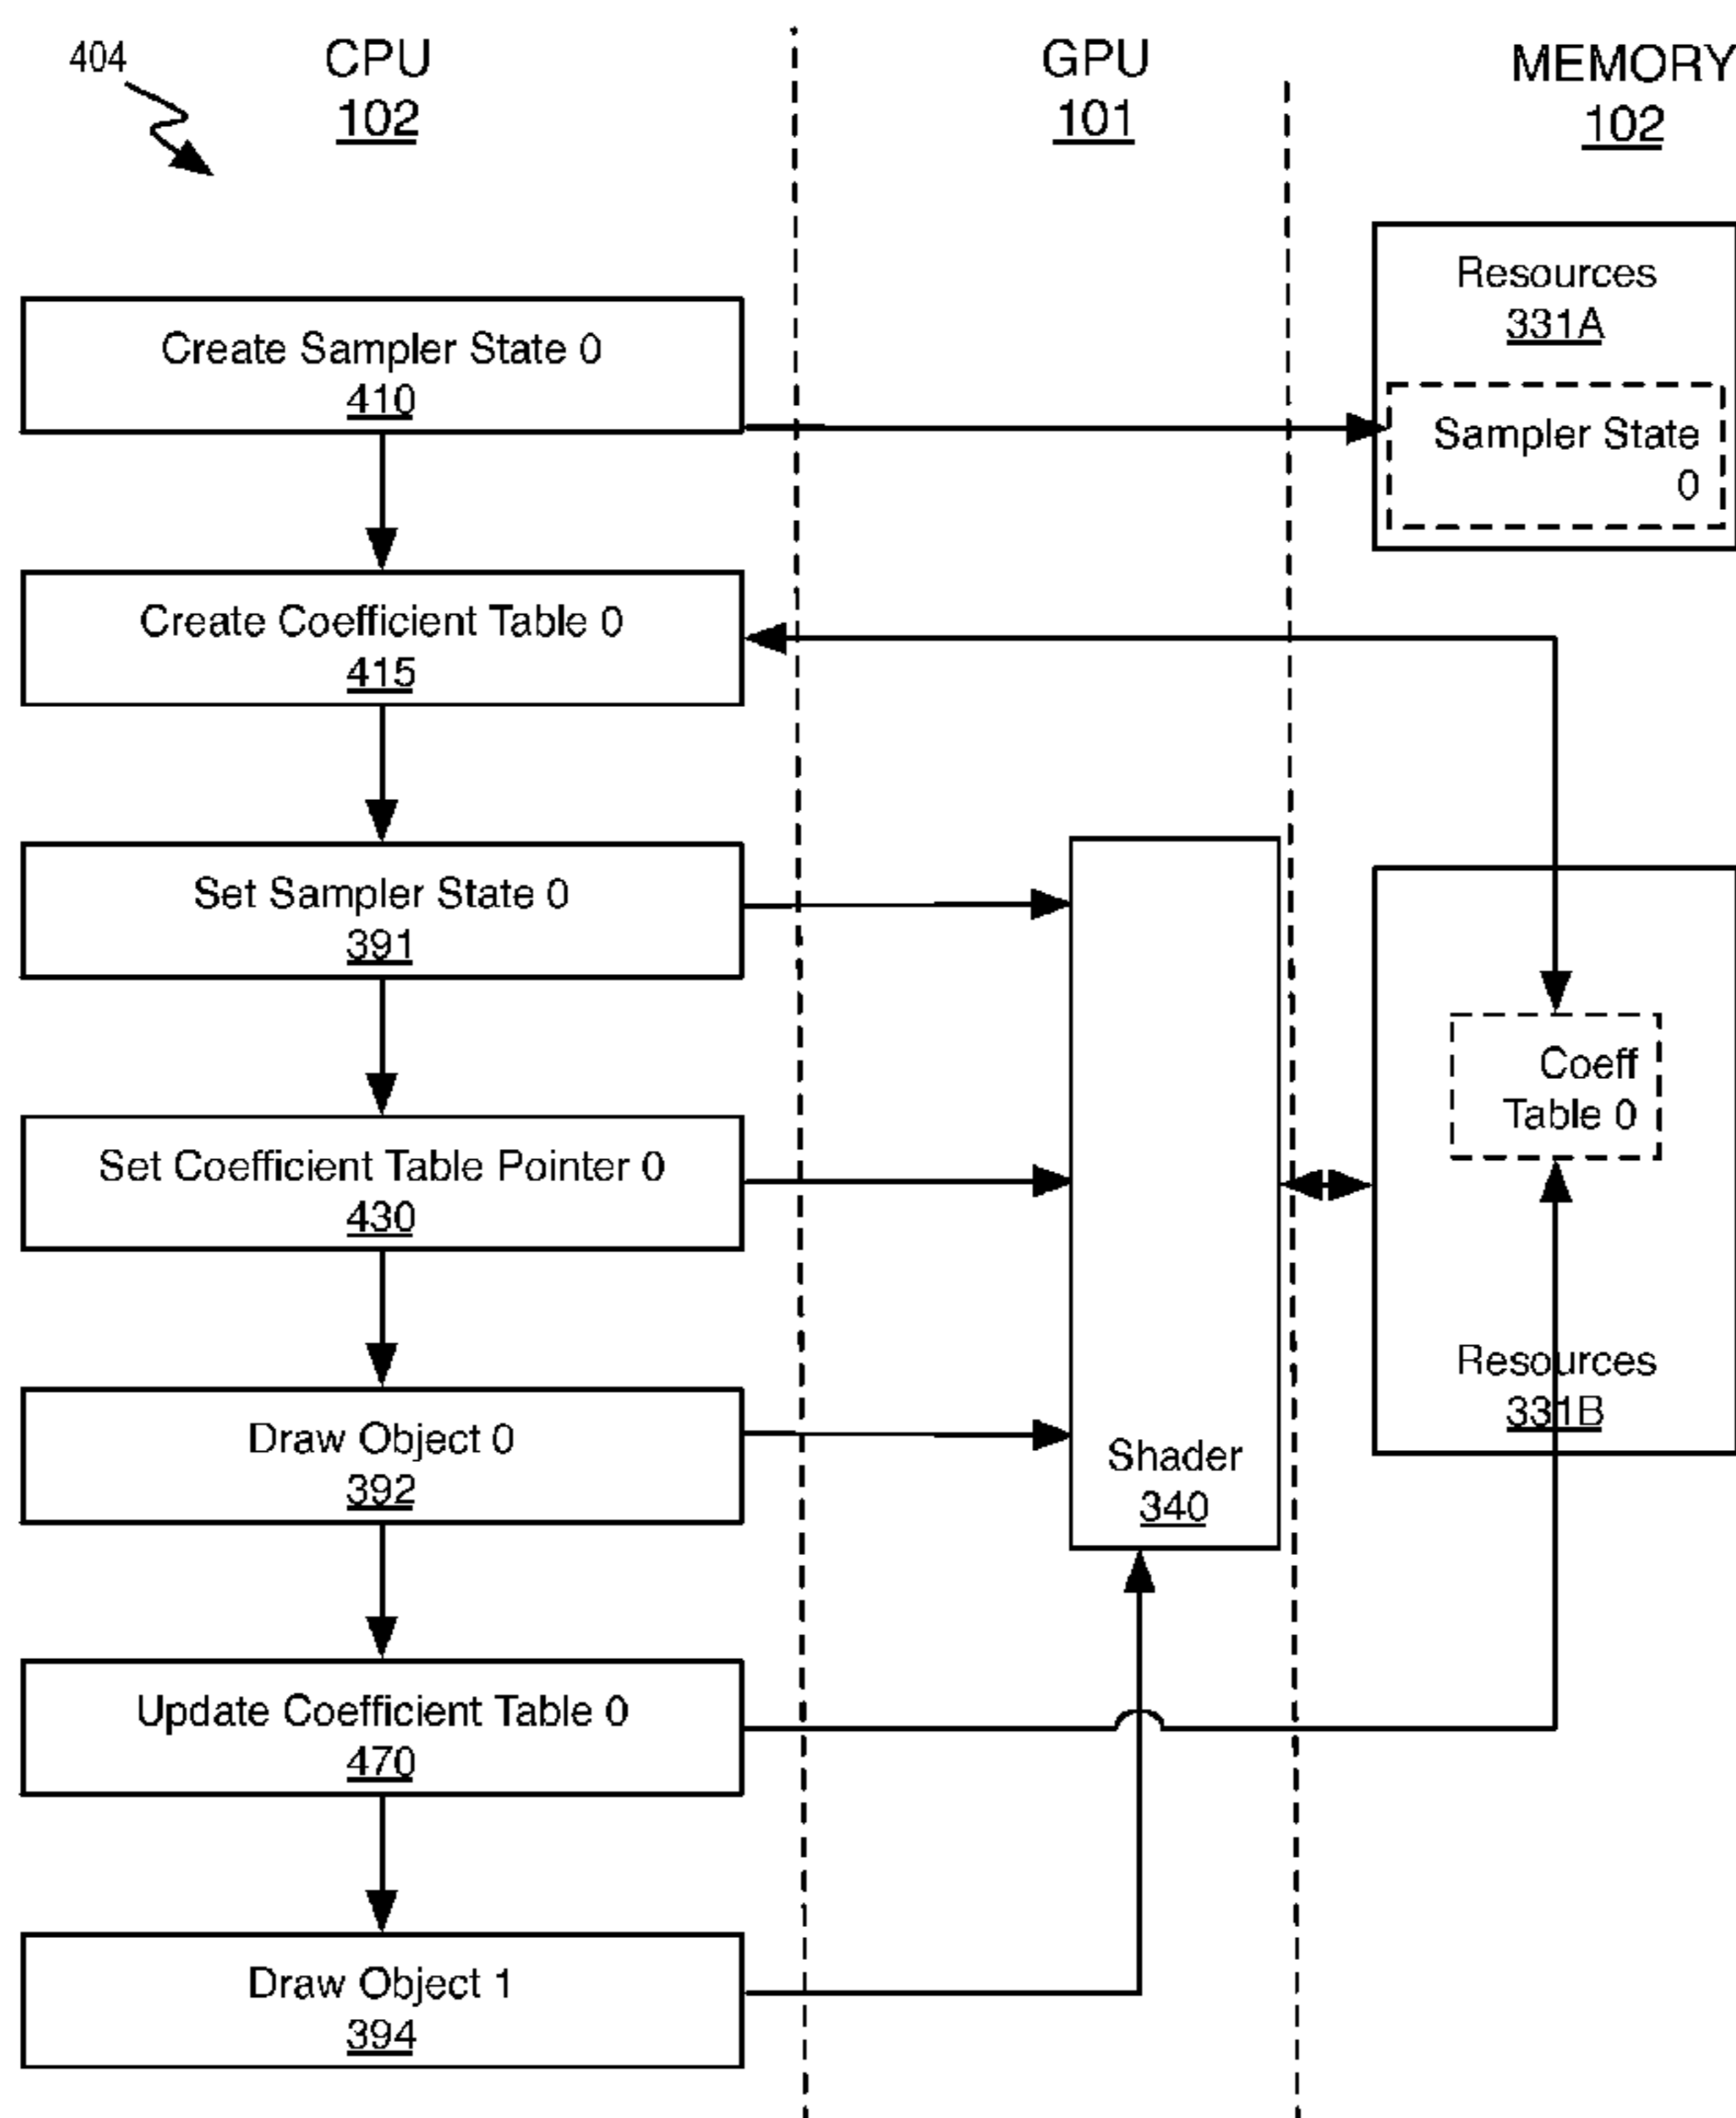 404
CPU
102
GPU
101
MEMORY
102
Resources
331A
Sampler State
0
Create Sampler State 0
410
Create Coefficient Table 0
415
Set Sampler State 0
391
Set Coefficient Table Pointer 0
430
Coeff
Table 0
Resources
331B
Draw Object 0
392
Shader
340
Update Coefficient Table 0
470
Draw Object 1
394